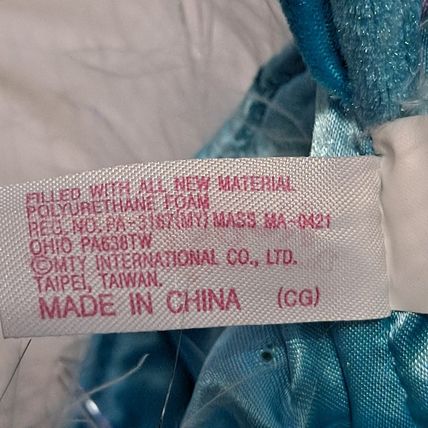 FILLED WITH ALL NEW MATERIAL
POLYURETHANE FOAM
REG. NO. PA-3167(MY)/MASS MA-0421
OHIO PA638TW
©MTY INTERNATIONAL CO., LTD.
TAIPEI, TAIWAN.
MADE IN CHINA (CG)